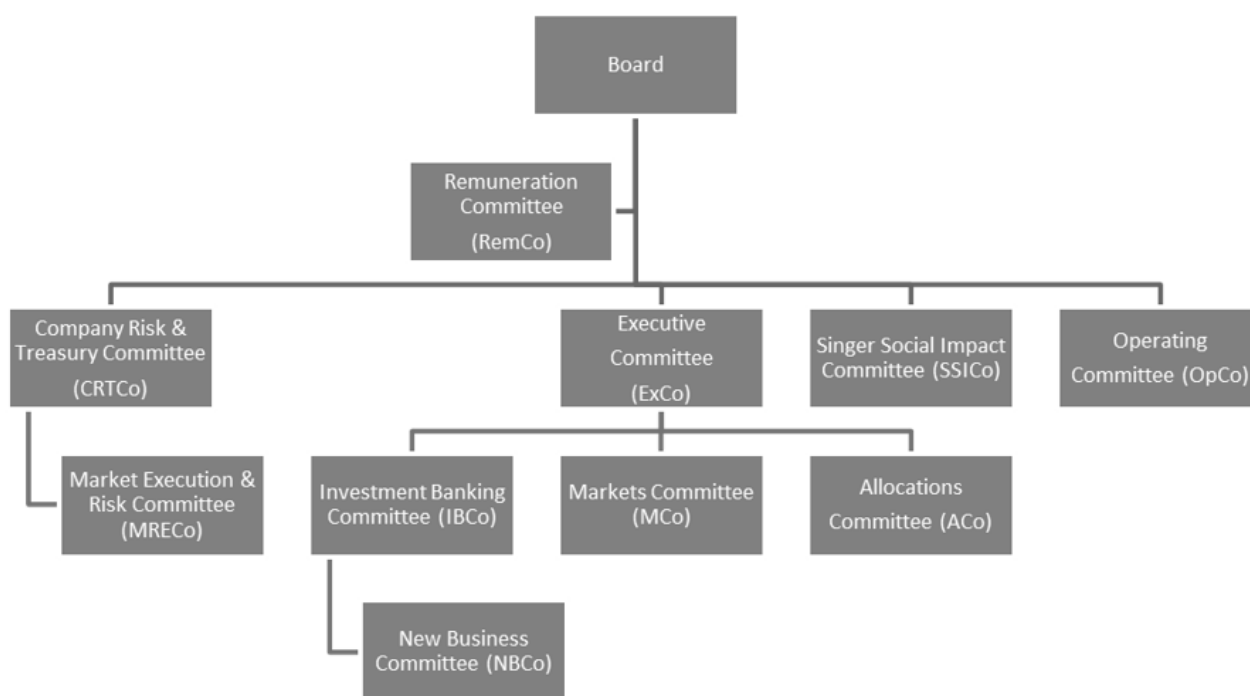 Board
Remuneration
Committee
(RemCo)
Company Risk &
Treasury Committee
(CRTCo)
Executive
Committee
(ExCo)
Singer Social Impact
Committee (SSICo)
Operating
Committee (OpCo)
Market Execution &
Risk Committee
(MRECo)
Investment Banking
Committee (IBCo)
Markets Committee
(MCo)
Allocations
Committee (ACo)
New Business
Committee (NBCo)